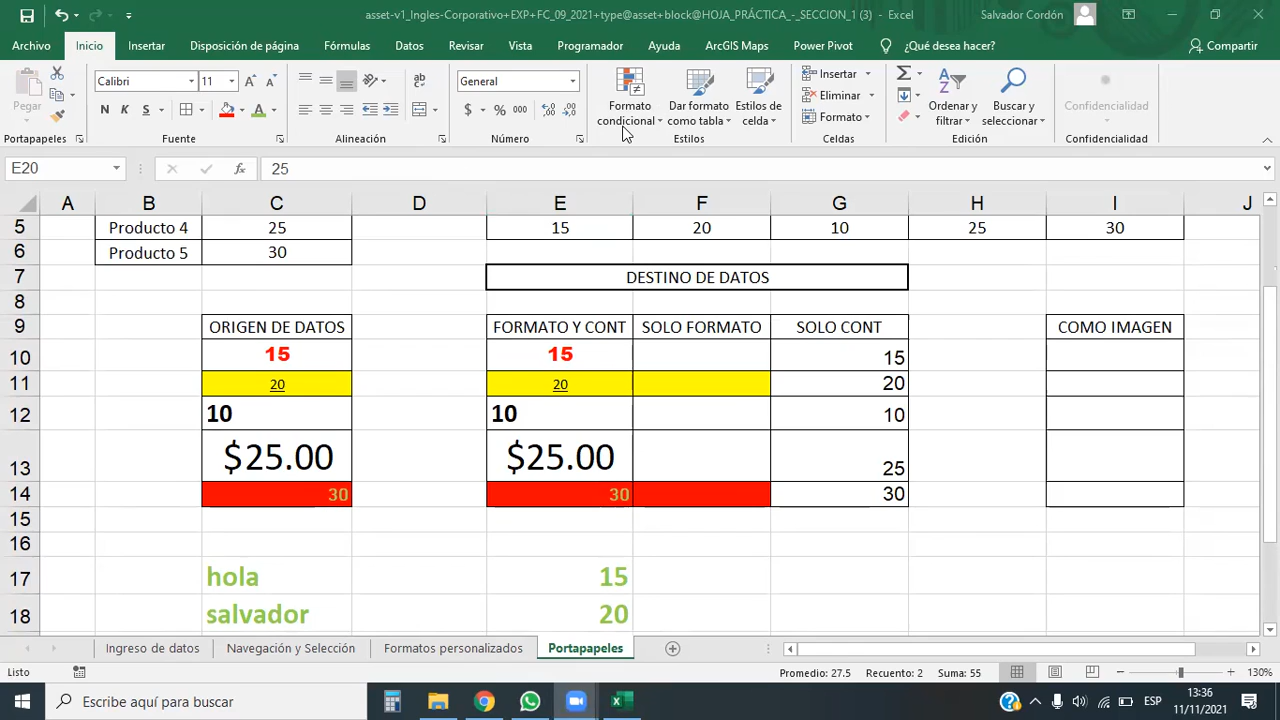 asset-v1_Ingles-Corporativo+EXP+FC_09_2021+type@asset+block@HOJA_PRÁCTICA_-_SECCION_1 (3) - Excel
Salvador Cordón
Archivo Inicio Insertar Disposición de página Fórmulas Datos Revisar Vista Programador Ayuda ArcGIS Maps Power Pivot ¿Qué desea hacer? Compartir
Pegar
Calibri 11
N K S
General
$ % 000
Formato condicional
Dar formato como tabla
Estilos de celda
Insertar
Eliminar
Formato
Ordenar y filtrar
Buscar y seleccionar
Confidencialidad
Portapapeles Fuente Alineación Número Estilos Celdas Edición Confidencialidad
E20 fx 25
A B C D E F G H I J
5 Producto 4 25 15 20 10 25 30
6 Producto 5 30
7 DESTINO DE DATOS
8
9 ORIGEN DE DATOS FORMATO Y CONT SOLO FORMATO SOLO CONT COMO IMAGEN
10 15 15 15
11 20 20 20
12 10 10 10
13 $25.00 $25.00 25
14 30 30 30
15
16
17 hola 15
18 salvador 20
Ingreso de datos Navegación y Selección Formatos personalizados Portapapeles
Listo Promedio: 27.5 Recuento: 2 Suma: 55 130%
Escribe aquí para buscar
ESP
13:36
11/11/2021